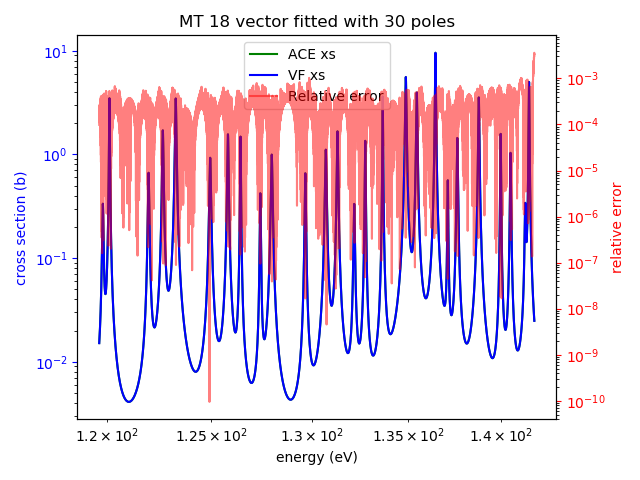 MT 18 vector fitted with 30 poles
ACE xs
VF xs
Relative error
cross section (b)
10¹
10⁰
10⁻¹
10⁻²
10⁻³
10⁻⁴
10⁻⁵
10⁻⁶
10⁻⁷
10⁻⁸
10⁻⁹
10⁻¹⁰
relative error
1.2 × 10² 1.25 × 10² 1.3 × 10² 1.35 × 10² 1.4 × 10²
energy (eV)